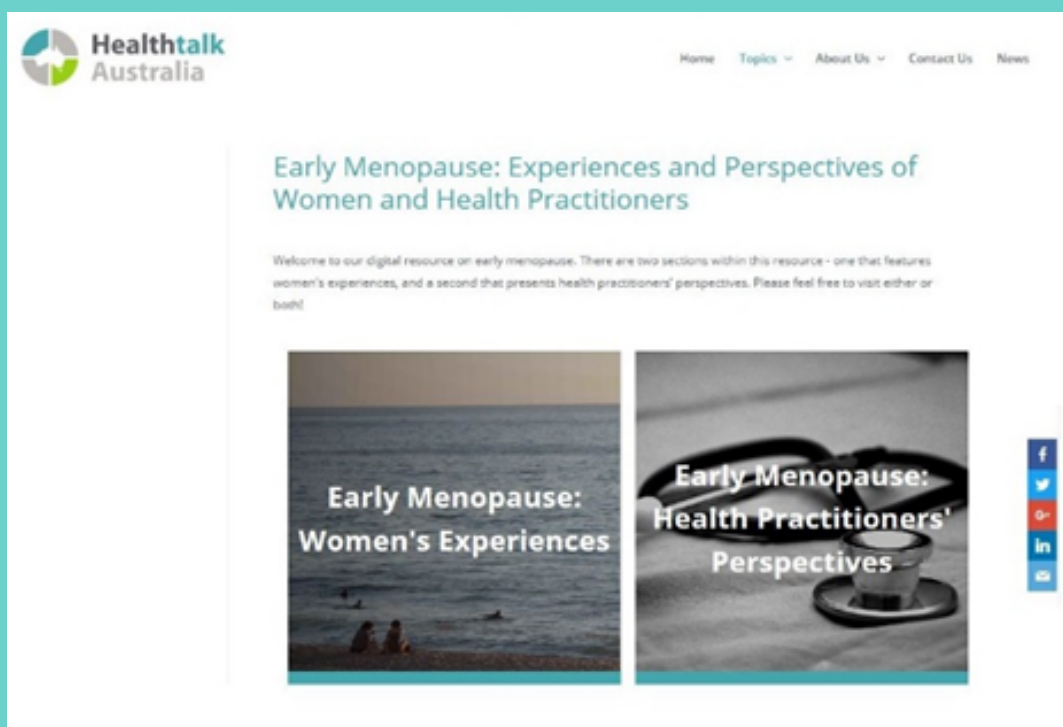 Healthtalk
Australia
Home Topics About Us Contact Us News
Early Menopause: Experiences and Perspectives of
Women and Health Practitioners
Welcome to our digital resource on early menopause. There are two sections within this resource - one that features
women's experiences, and a second that presents health practitioners' perspectives. Please feel free to visit either or
both!
Early Menopause:
Women's Experiences
Early Menopause:
Health Practitioners'
Perspectives
f
G+
in